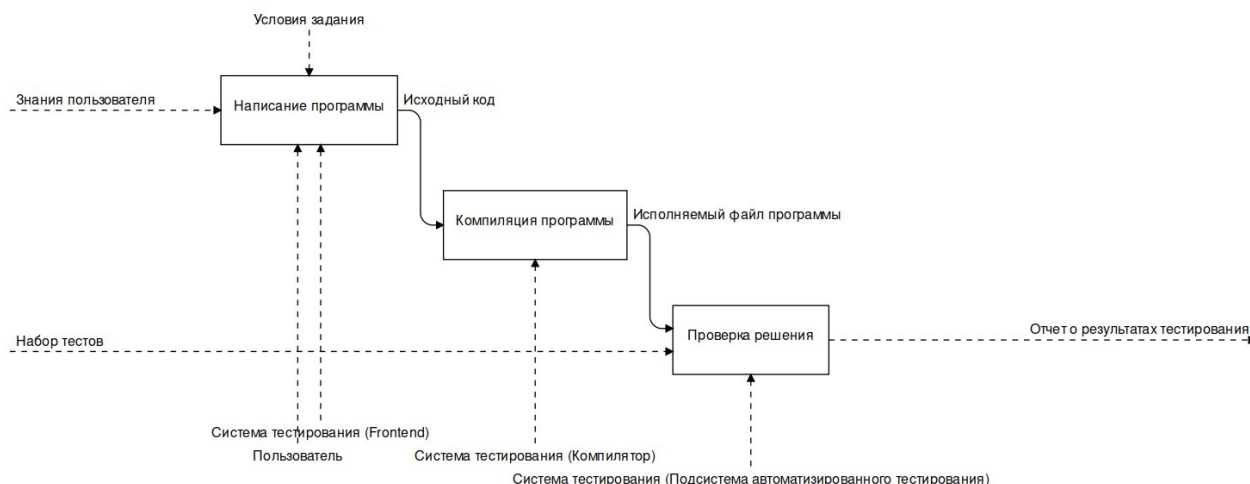 Условия задания
Знания пользователя
Написание программы
Исходный код
Компиляция программы
Исполняемый файл программы
Набор тестов
Проверка решения
Отчет о результатах тестирования
Система тестирования (Frontend)
Пользователь
Система тестирования (Компилятор)
Система тестирования (Подсистема автоматизированного тестирования)